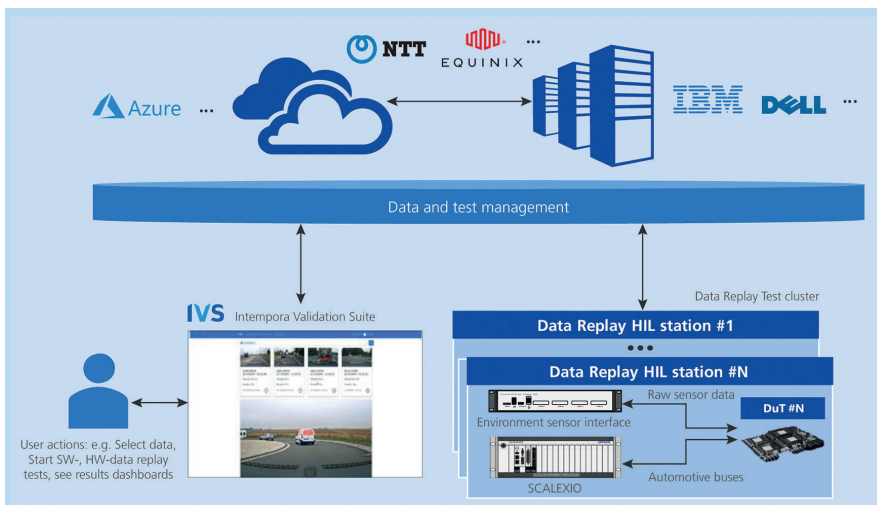 NTT
EQUINIX
...
Azure ...
IBM DELL ...
Data and test management
IVS Intempora Validation Suite
Data Replay Test cluster
Data Replay HIL station #1
...
Data Replay HIL station #N
Raw sensor data
DuT #N
Environment sensor interface
SCALEXIO
Automotive buses
User actions: e.g. Select data,
Start SW-, HW-data replay
tests, see results dashboards